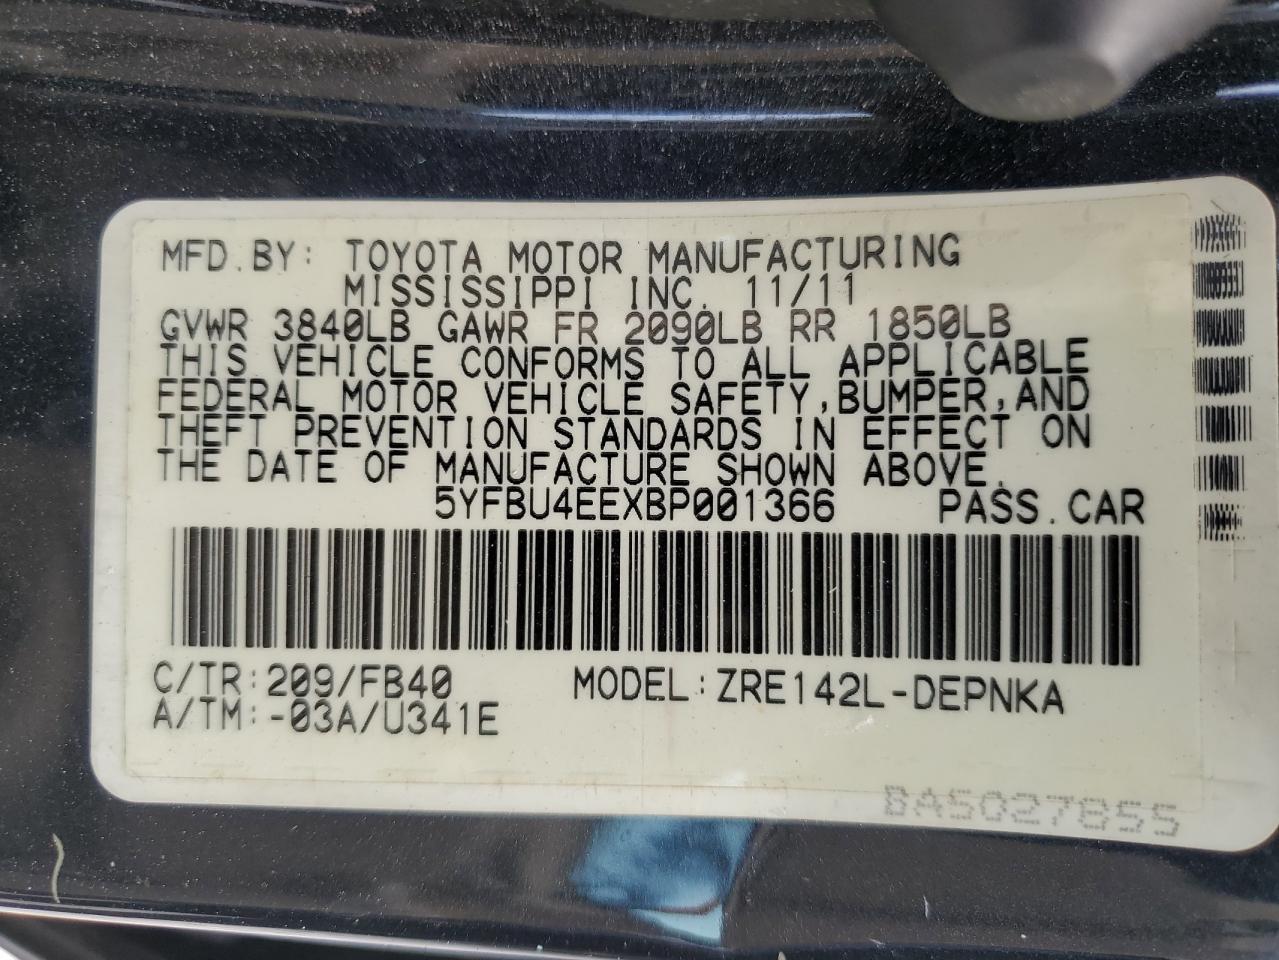 MFD.BY: TOYOTA MOTOR MANUFACTURING
MISSISSIPPI INC. 11/11
GVWR 3840LB GAWR FR 2090LB RR 1850LB
THIS VEHICLE CONFORMS TO ALL APPLICABLE
FEDERAL MOTOR VEHICLE SAFETY,BUMPER,AND
THEFT PREVENTION STANDARDS IN EFFECT ON
THE DATE OF MANUFACTURE SHOWN ABOVE.
5YFBU4EEXBP001366 PASS.CAR
C/TR:209/FB40 MODEL:ZRE142L-DEPNKA
A/TM:-03A/U341E
BA5027855